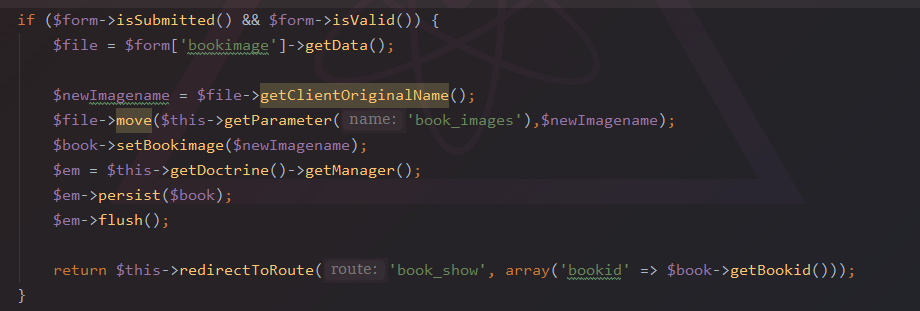 if ($form->isSubmitted() && $form->isValid()) {
$file = $form['bookimage']->getData();
$newImagename = $file->getClientOriginalName();
$file->move($this->getParameter( name: 'book_images'),$newImagename);
$book->setBookimage($newImagename);
$em = $this->getDoctrine()->getManager();
$em->persist($book);
$em->flush();
return $this->redirectToRoute( route: 'book_show', array('bookid' => $book->getBookid()));
}